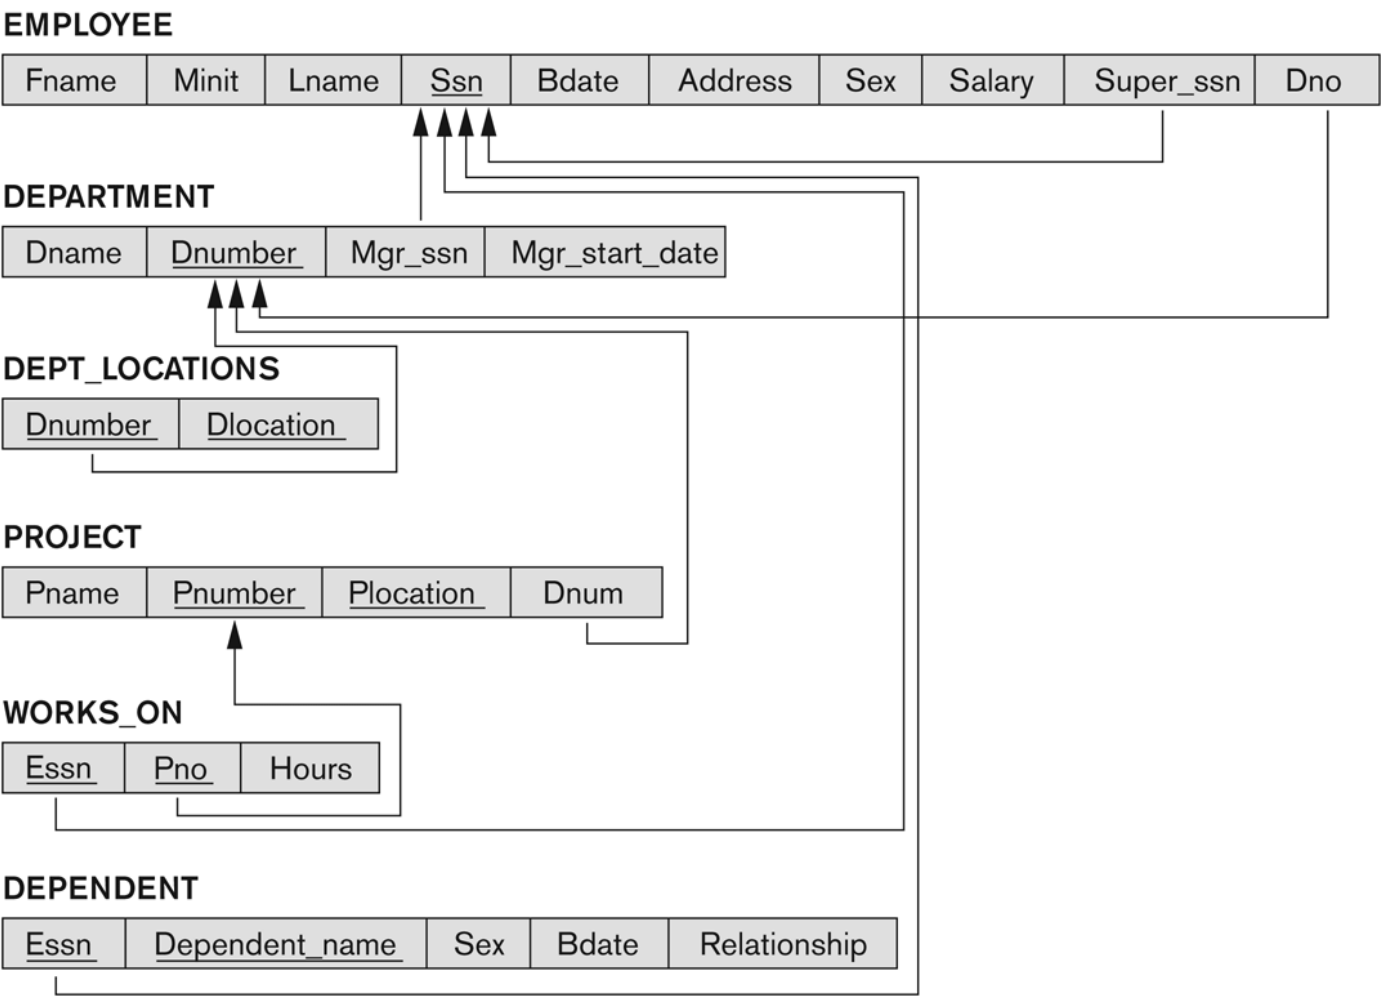 EMPLOYEE
Fname Minit Lname Ssn Bdate Address Sex Salary Super_ssn Dno
DEPARTMENT
Dname Dnumber Mgr_ssn Mgr_start_date
DEPT_LOCATIONS
Dnumber Dlocation
PROJECT
Pname Pnumber Plocation Dnum
WORKS_ON
Essn Pno Hours
DEPENDENT
Essn Dependent_name Sex Bdate Relationship